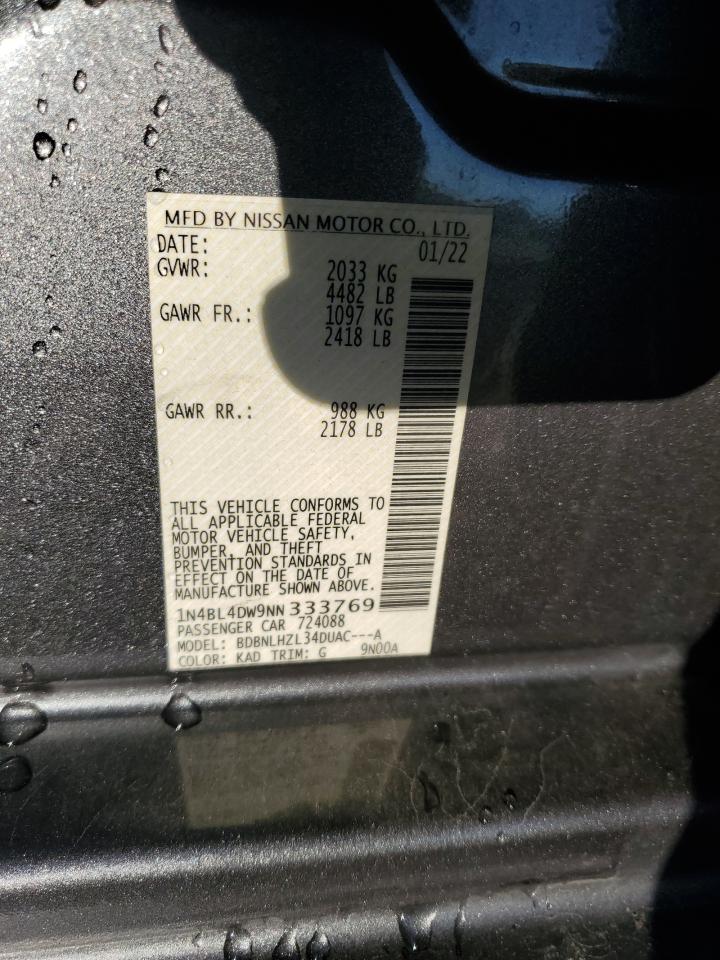 MFD BY NISSAN MOTOR CO., LTD.
DATE: 01/22
GVWR: 2033 KG
4482 LB
GAWR FR.: 1097 KG
2418 LB
GAWR RR.: 988 KG
2178 LB
THIS VEHICLE CONFORMS TO
ALL APPLICABLE FEDERAL
MOTOR VEHICLE SAFETY,
BUMPER, AND THEFT
PREVENTION STANDARDS IN
EFFECT ON THE DATE OF
MANUFACTURE SHOWN ABOVE.
1N4BL4DW9NN333769
PASSENGER CAR 724088
MODEL: BDBNLHZL34DUAC---A
COLOR: KAD TRIM: G 9N00A